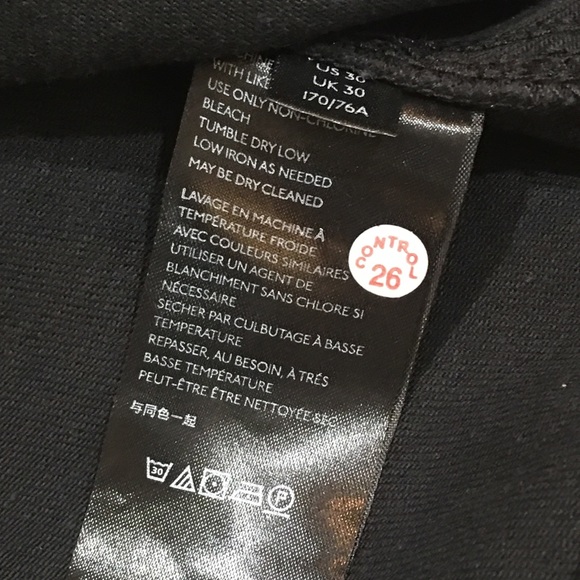 US 30
UK 30
170/76A
WITH LIKE
USE ONLY NON-CHLORINE
BLEACH
TUMBLE DRY LOW
LOW IRON AS NEEDED
MAY BE DRY CLEANED
LAVAGE EN MACHINE À
TEMPÉRATURE FROIDE
AVEC COULEURS SIMILAIRES
UTILISER UN AGENT DE
BLANCHIMENT SANS CHLORE SI
NÉCESSAIRE
SÉCHER PAR CULBUTAGE À BASSE
TEMPERATURE
REPASSER, AU BESOIN, À TRÉS
BASSE TEMPÉRATURE
PEUT-ÊTRE ÊTRE NETTOYÉE SEC
与同色一起
30
P
CONTROL
26